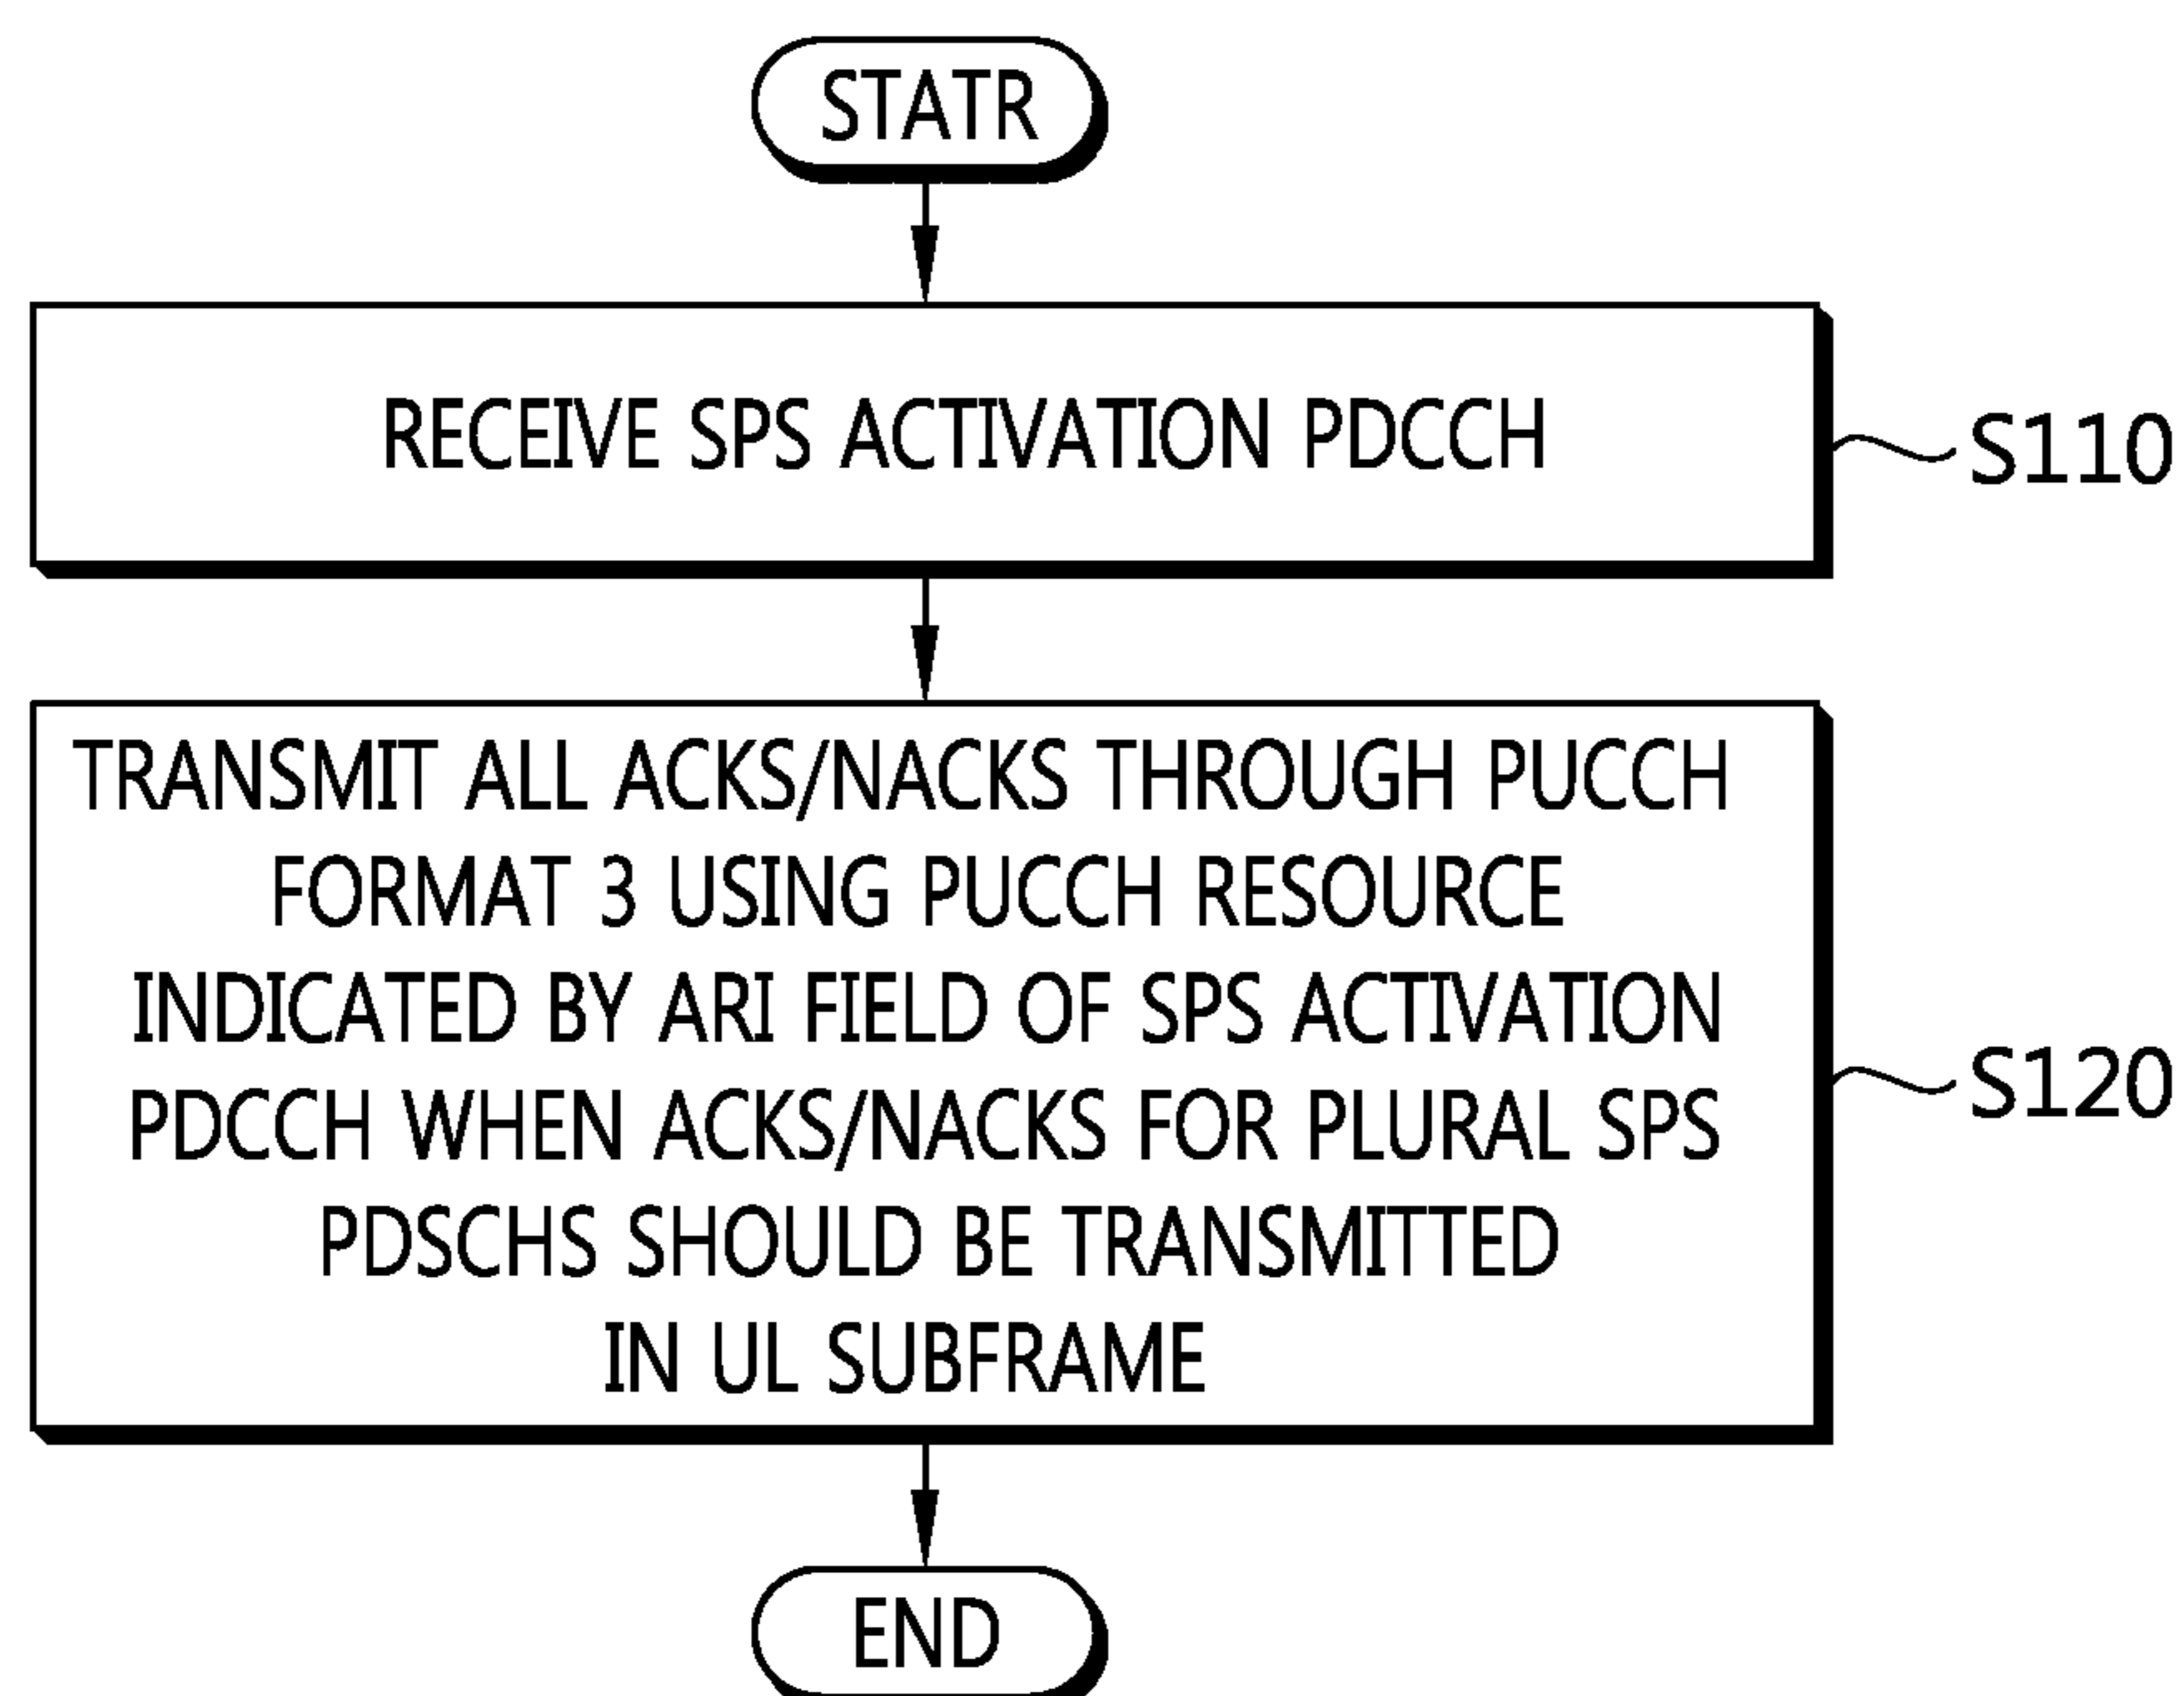 STATR
RECEIVE SPS ACTIVATION PDCCH
S110
TRANSMIT ALL ACKS/NACKS THROUGH PUCCH
FORMAT 3 USING PUCCH RESOURCE
INDICATED BY ARI FIELD OF SPS ACTIVATION
PDCCH WHEN ACKS/NACKS FOR PLURAL SPS
PDSCHS SHOULD BE TRANSMITTED
IN UL SUBFRAME
S120
END